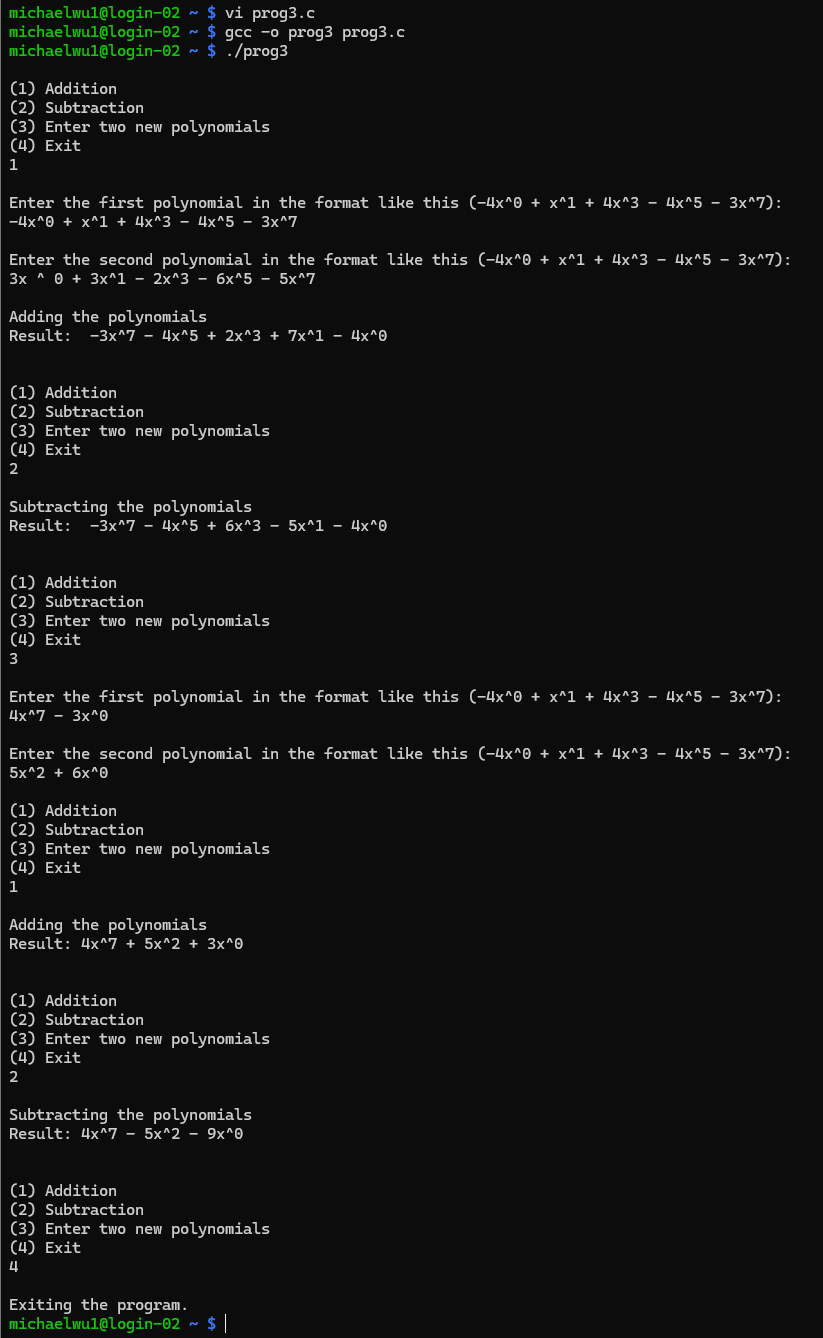 michaelwu1@login-02 ~ $ vi prog3.c
michaelwu1@login-02 ~ $ gcc -o prog3 prog3.c
michaelwu1@login-02 ~ $ ./prog3
(1) Addition
(2) Subtraction
(3) Enter two new polynomials
(4) Exit
1
Enter the first polynomial in the format like this (-4x^0 + x^1 + 4x^3 - 4x^5 - 3x^7):
-4x^0 + x^1 + 4x^3 - 4x^5 - 3x^7
Enter the second polynomial in the format like this (-4x^0 + x^1 + 4x^3 - 4x^5 - 3x^7):
3x ^ 0 + 3x^1 - 2x^3 - 6x^5 - 5x^7
Adding the polynomials
Result:  -3x^7 - 4x^5 + 2x^3 + 7x^1 - 4x^0
(1) Addition
(2) Subtraction
(3) Enter two new polynomials
(4) Exit
2
Subtracting the polynomials
Result:  -3x^7 - 4x^5 + 6x^3 - 5x^1 - 4x^0
(1) Addition
(2) Subtraction
(3) Enter two new polynomials
(4) Exit
3
Enter the first polynomial in the format like this (-4x^0 + x^1 + 4x^3 - 4x^5 - 3x^7):
4x^7 - 3x^0
Enter the second polynomial in the format like this (-4x^0 + x^1 + 4x^3 - 4x^5 - 3x^7):
5x^2 + 6x^0
(1) Addition
(2) Subtraction
(3) Enter two new polynomials
(4) Exit
1
Adding the polynomials
Result: 4x^7 + 5x^2 + 3x^0
(1) Addition
(2) Subtraction
(3) Enter two new polynomials
(4) Exit
2
Subtracting the polynomials
Result: 4x^7 - 5x^2 - 9x^0
(1) Addition
(2) Subtraction
(3) Enter two new polynomials
(4) Exit
4
Exiting the program.
michaelwu1@login-02 ~ $